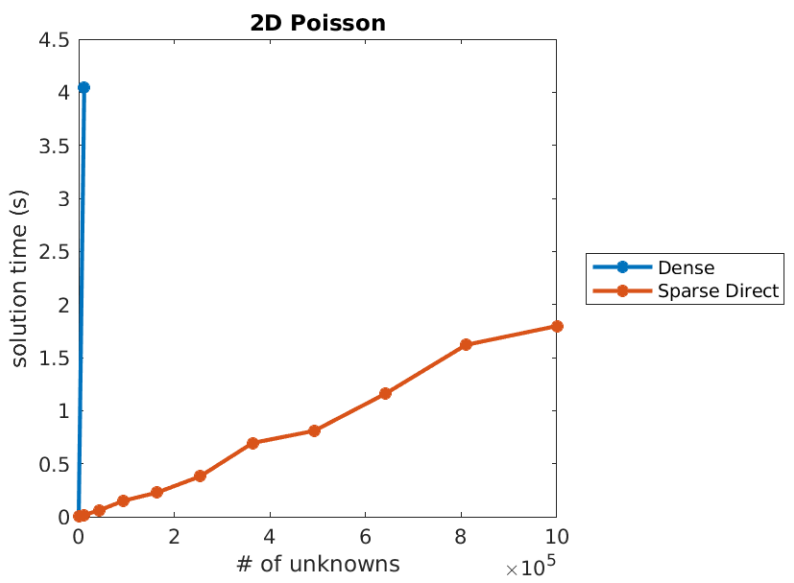 2D Poisson
4.5
4
3.5
3
2.5
2
1.5
1
0.5
0
solution time (s)
0 2 4 6 8 10
# of unknowns
×10^5
Dense
Sparse Direct